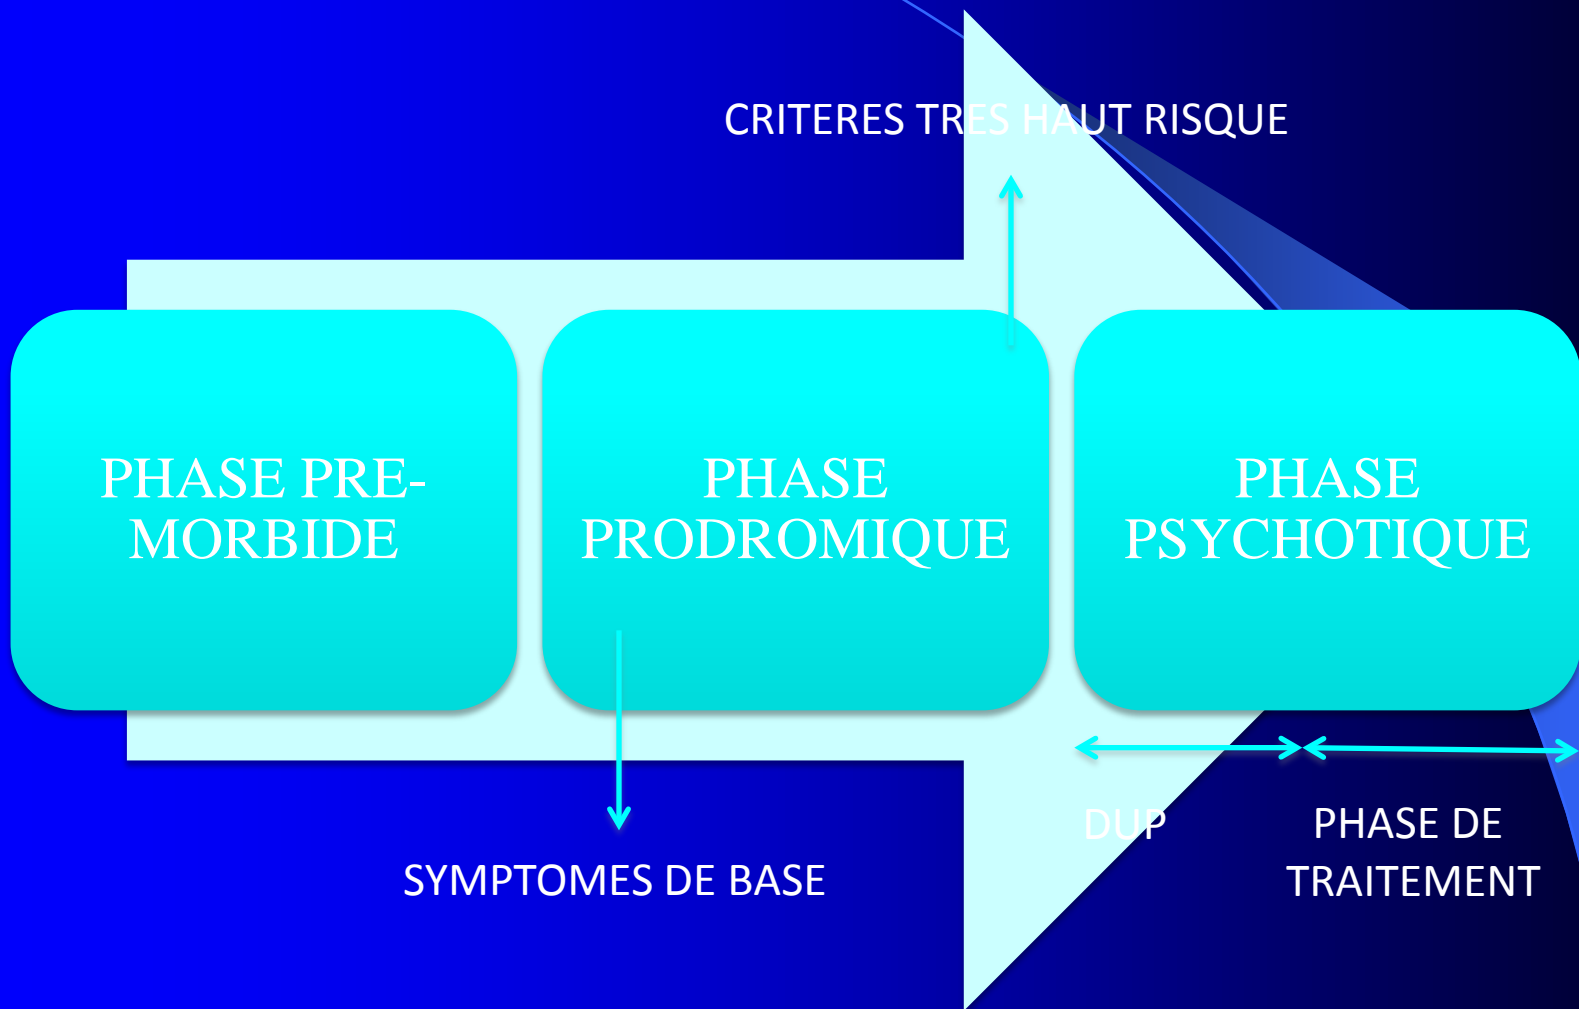 CRITERES TRES HAUT RISQUE
PHASE PRE-
MORBIDE
PHASE
PRODROMIQUE
PHASE
PSYCHOTIQUE
SYMPTOMES DE BASE
DUP
PHASE DE
TRAITEMENT